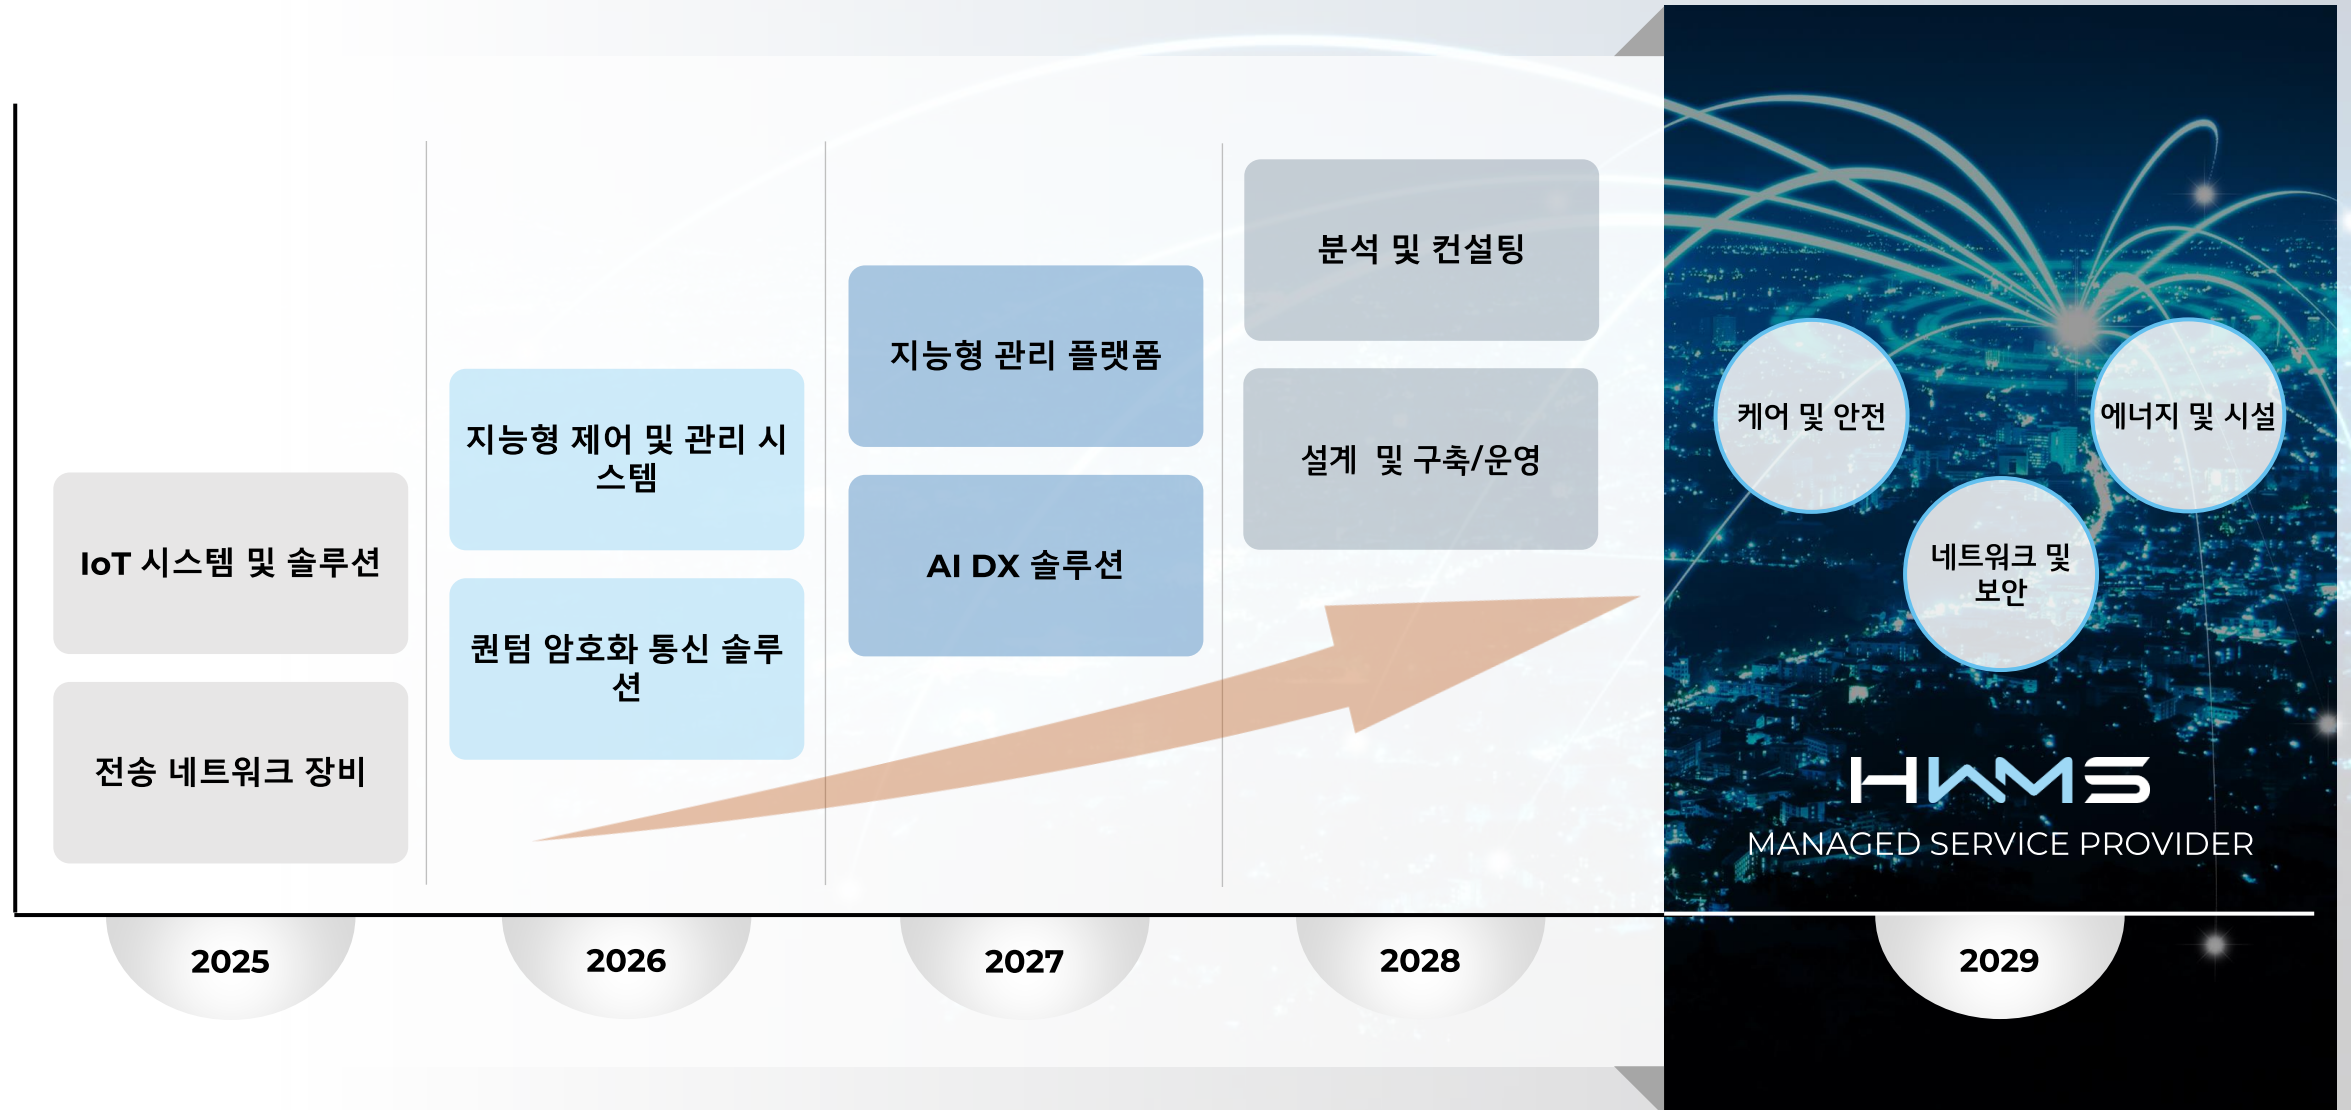 IoT 시스템 및 솔루션
전송 네트워크 장비
2025
지능형 제어 및 관리 시
스템
퀀텀 암호화 통신 솔루
션
2026
지능형 관리 플랫폼
AI DX 솔루션
2027
분석 및 컨설팅
설계 및 구축/운영
2028
케어 및 안전
에너지 및 시설
네트워크 및
보안
HWMS
MANAGED SERVICE PROVIDER
2029